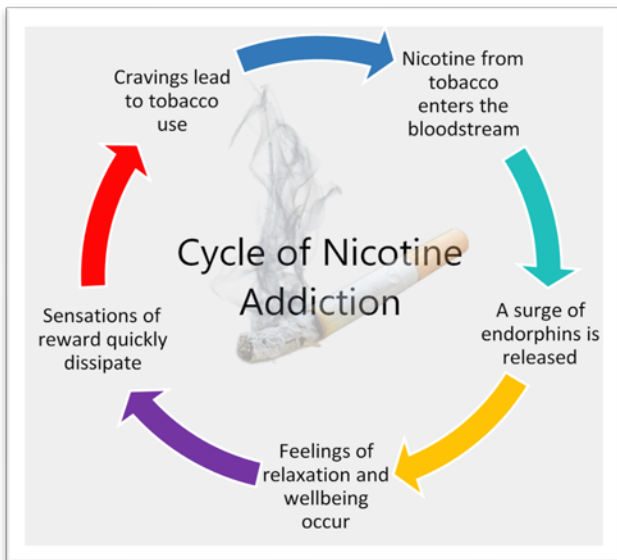 Cravings lead
to tobacco
use
Nicotine from
tobacco
enters the
bloodstream
Cycle of Nicotine
Addiction
A surge of
endorphins is
released
Feelings of
relaxation and
wellbeing
occur
Sensations of
reward quickly
dissipate